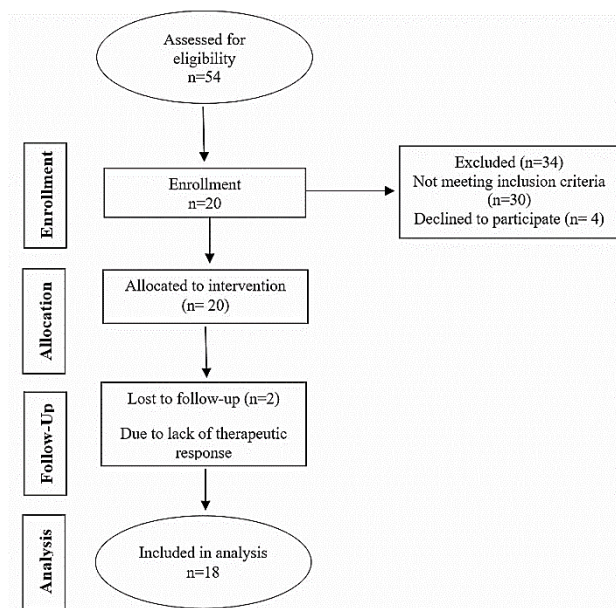 Assessed for
eligibility
n=54
Enrollment
Enrollment
n=20
Excluded (n=34)
Not meeting inclusion criteria
(n=30)
Declined to participate (n= 4)
Allocation
Allocated to intervention
(n= 20)
Follow-Up
Lost to follow-up (n=2)
Due to lack of therapeutic
response
Analysis
Included in analysis
n=18